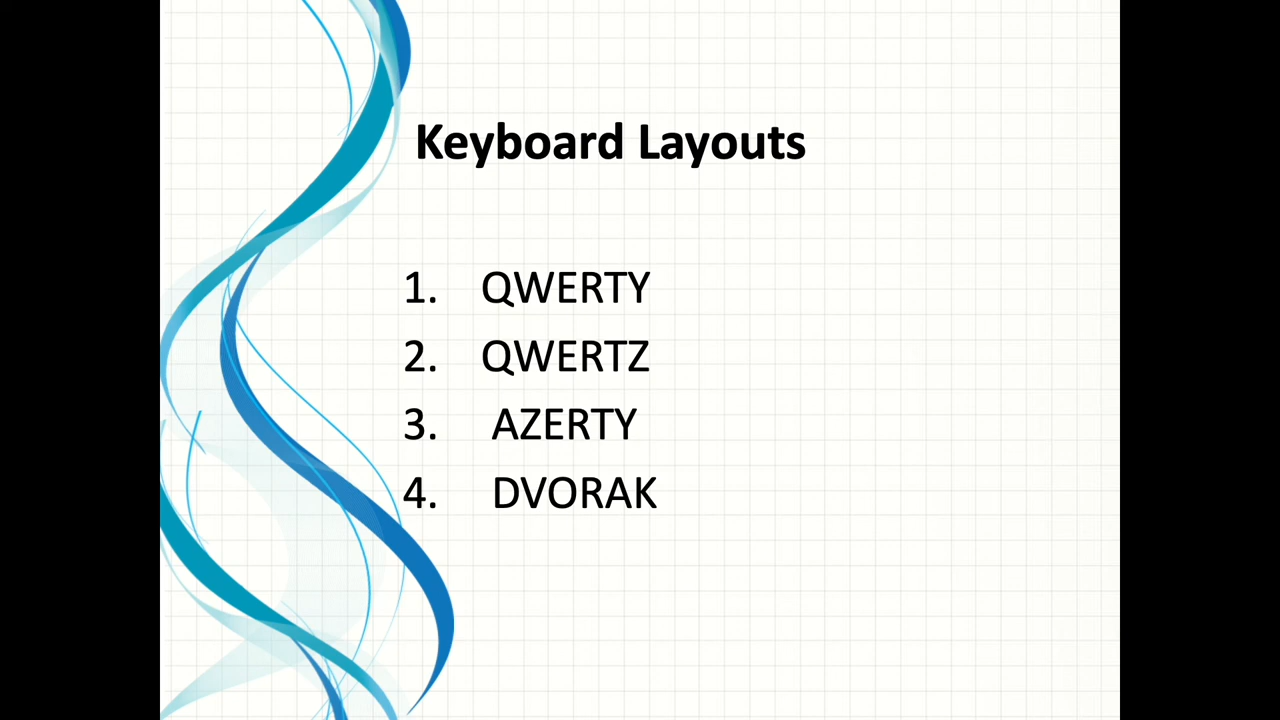 Keyboard Layouts
1. QWERTY
2. QWERTZ
3. AZERTY
4. DVORAK